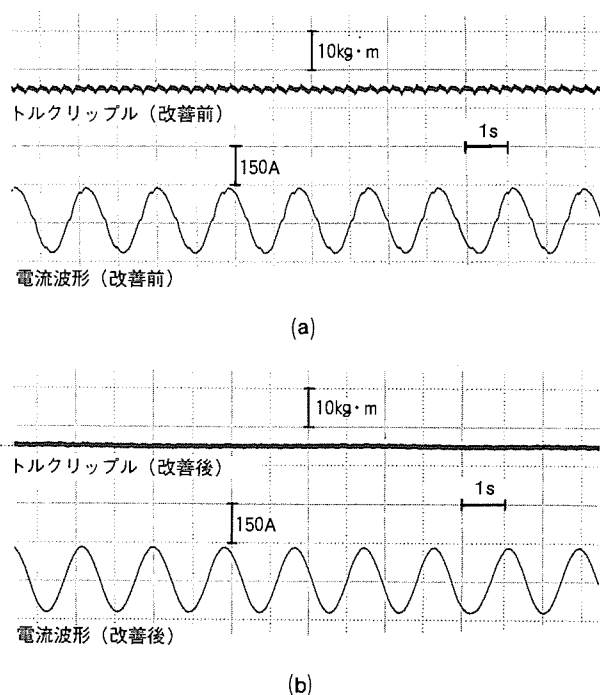 10kg・m
トルクリップル（改善前）
1s
150A
電流波形（改善前）
(a)
10kg・m
トルクリップル（改善後）
1s
150A
電流波形（改善後）
(b)